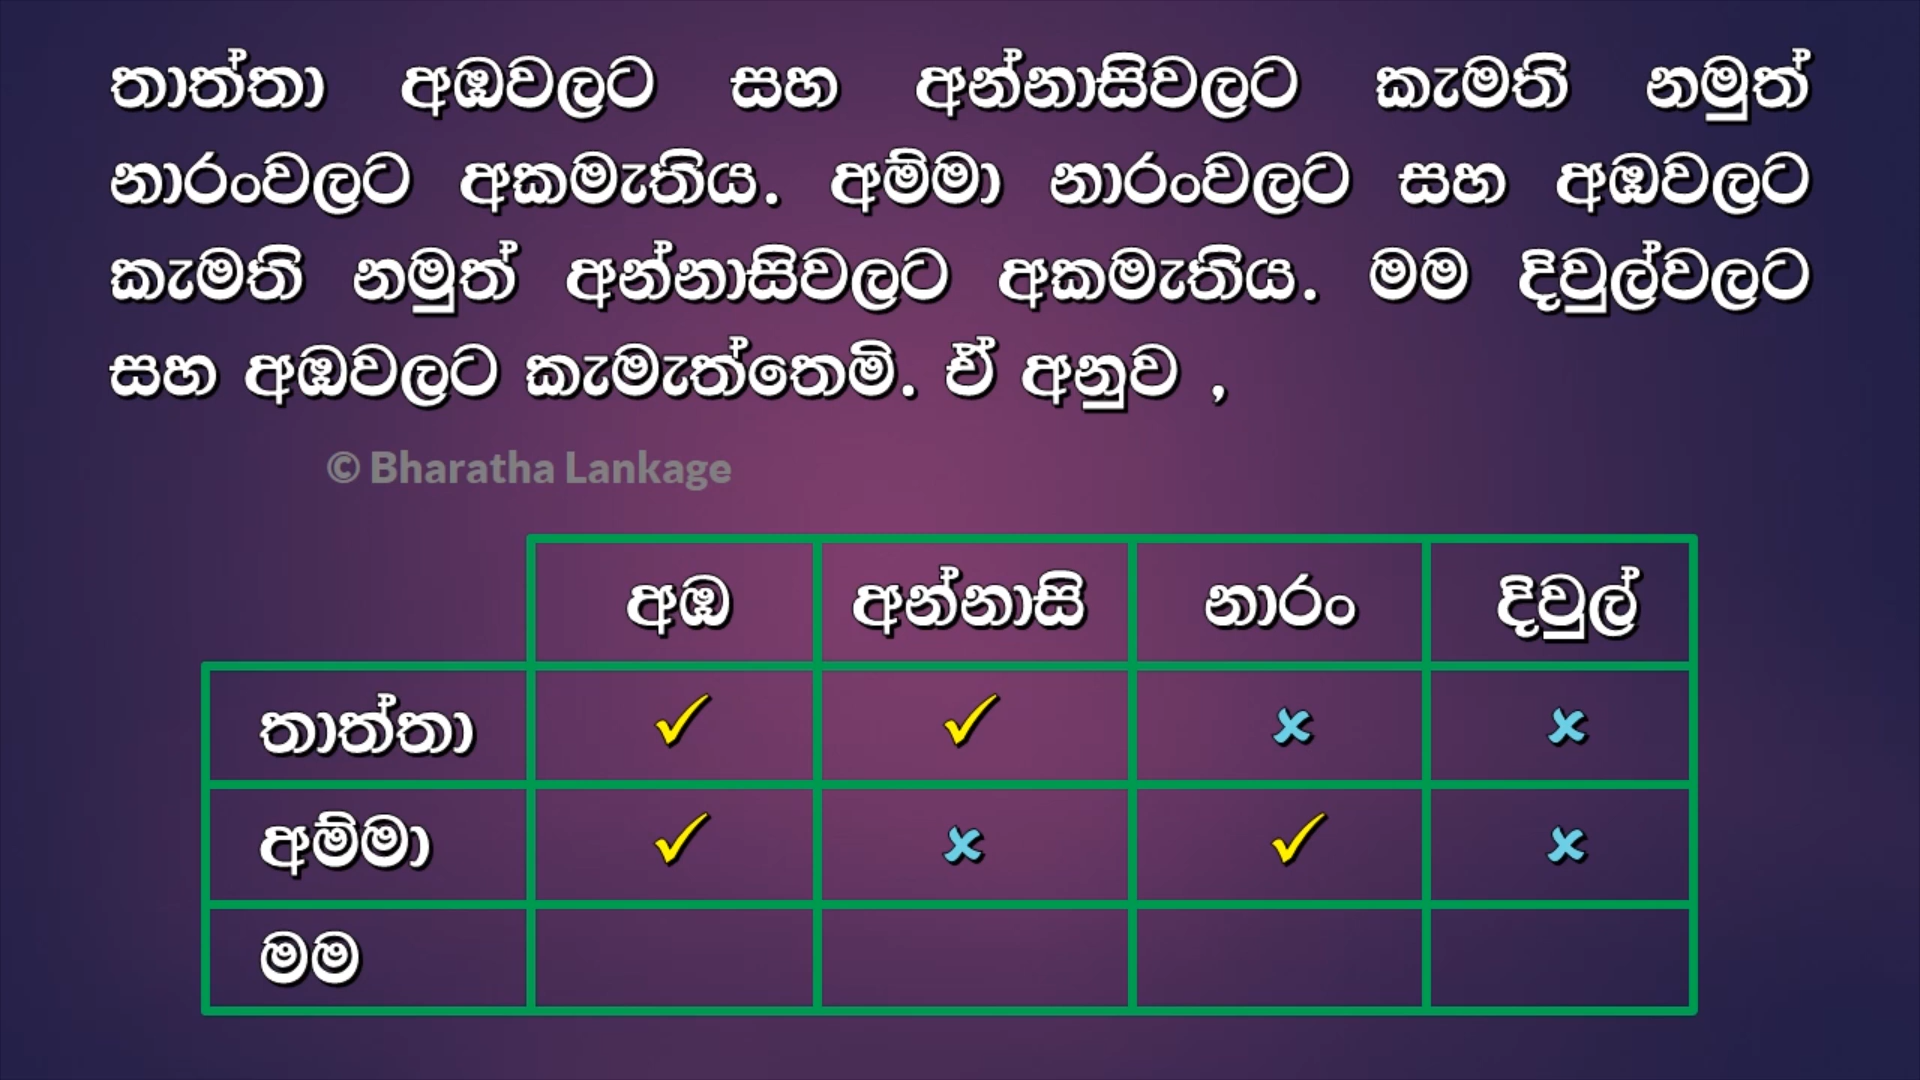 තාත්තා අඹවලට සහ අන්නාසිවලට කැමති නමුත්
නාරංවලට අකමැතිය. අම්මා නාරංවලට සහ අඹවලට
කැමති නමුත් අන්නාසිවලට අකමැතිය. මම දිවුල්වලට
සහ අඹවලට කැමැත්තෙමි. ඒ අනුව ,
© Bharatha Lankage
අඹ අන්නාසි නාරං දිවුල්
තාත්තා ✓ ✓ ✗ ✗
අම්මා ✓ ✗ ✓ ✗
මම